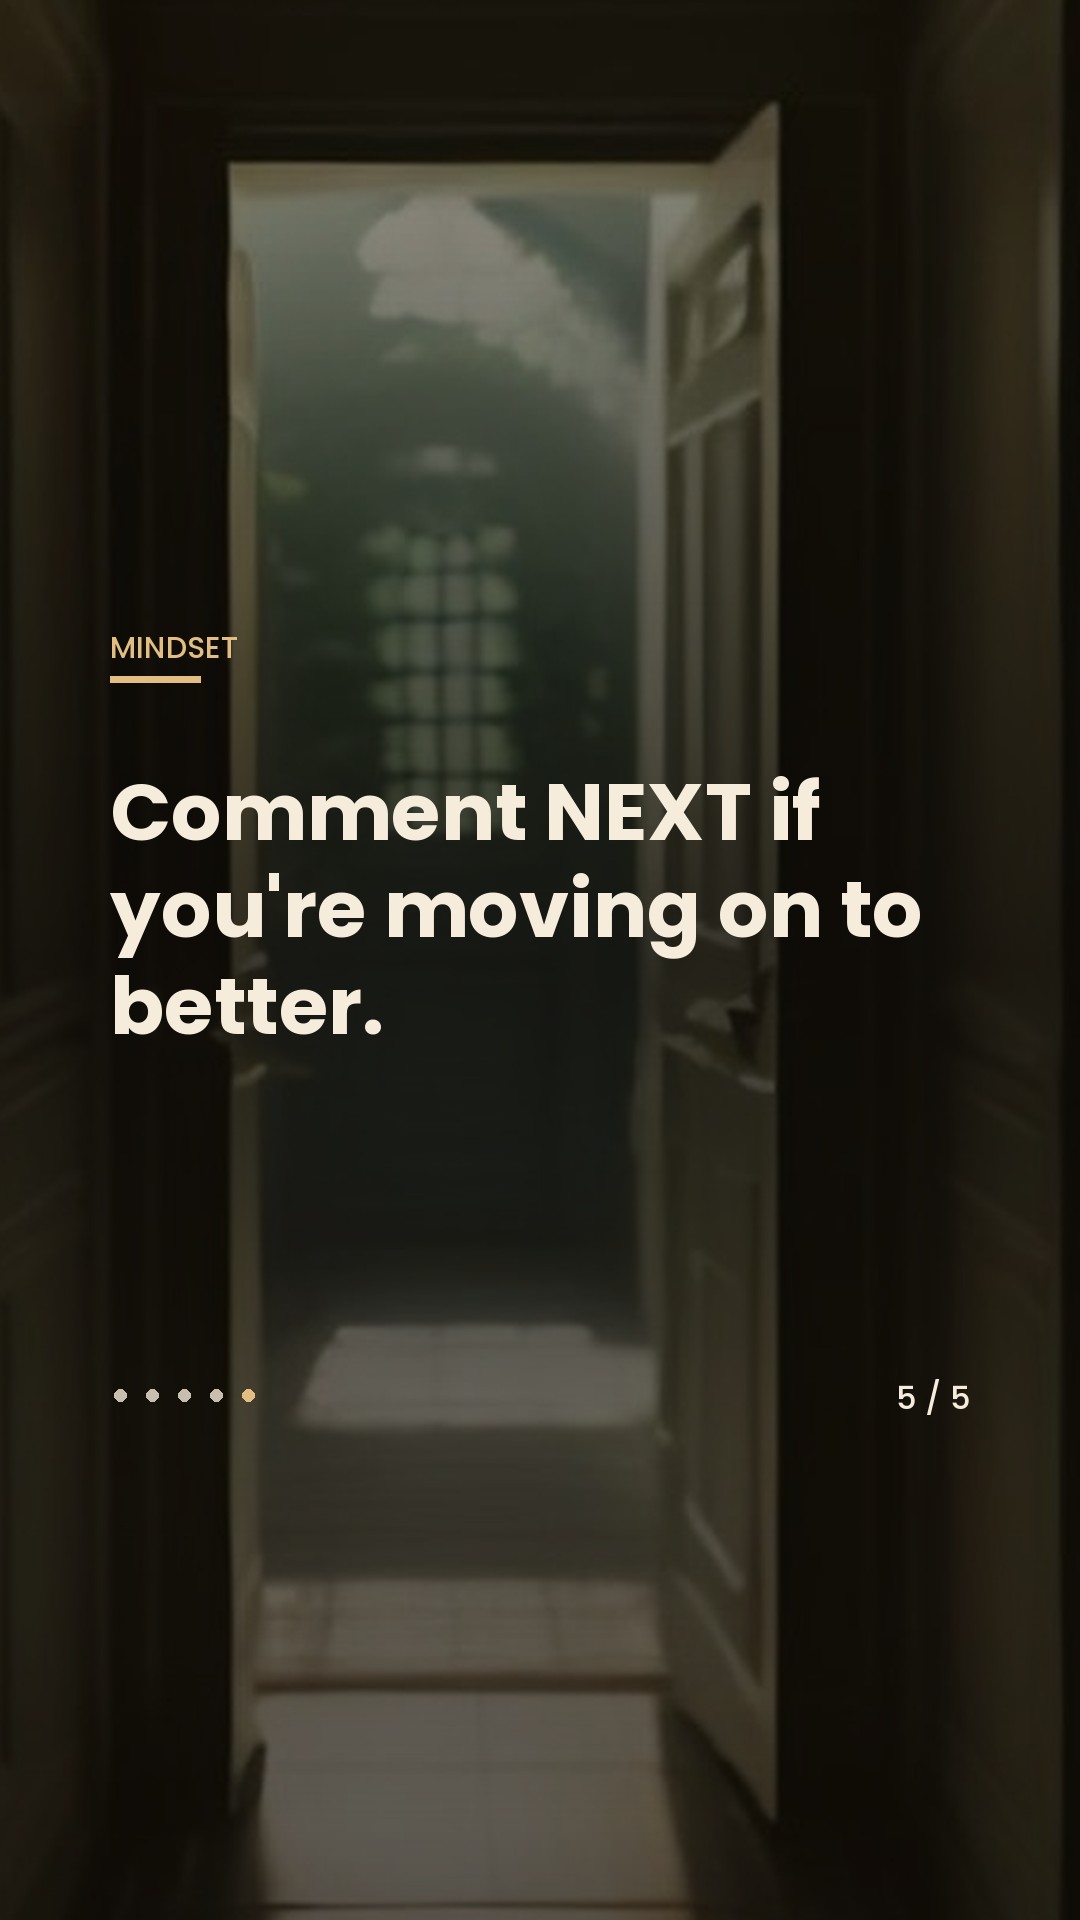 MINDSET
Comment NEXT if
you're moving on to
better.
5 / 5